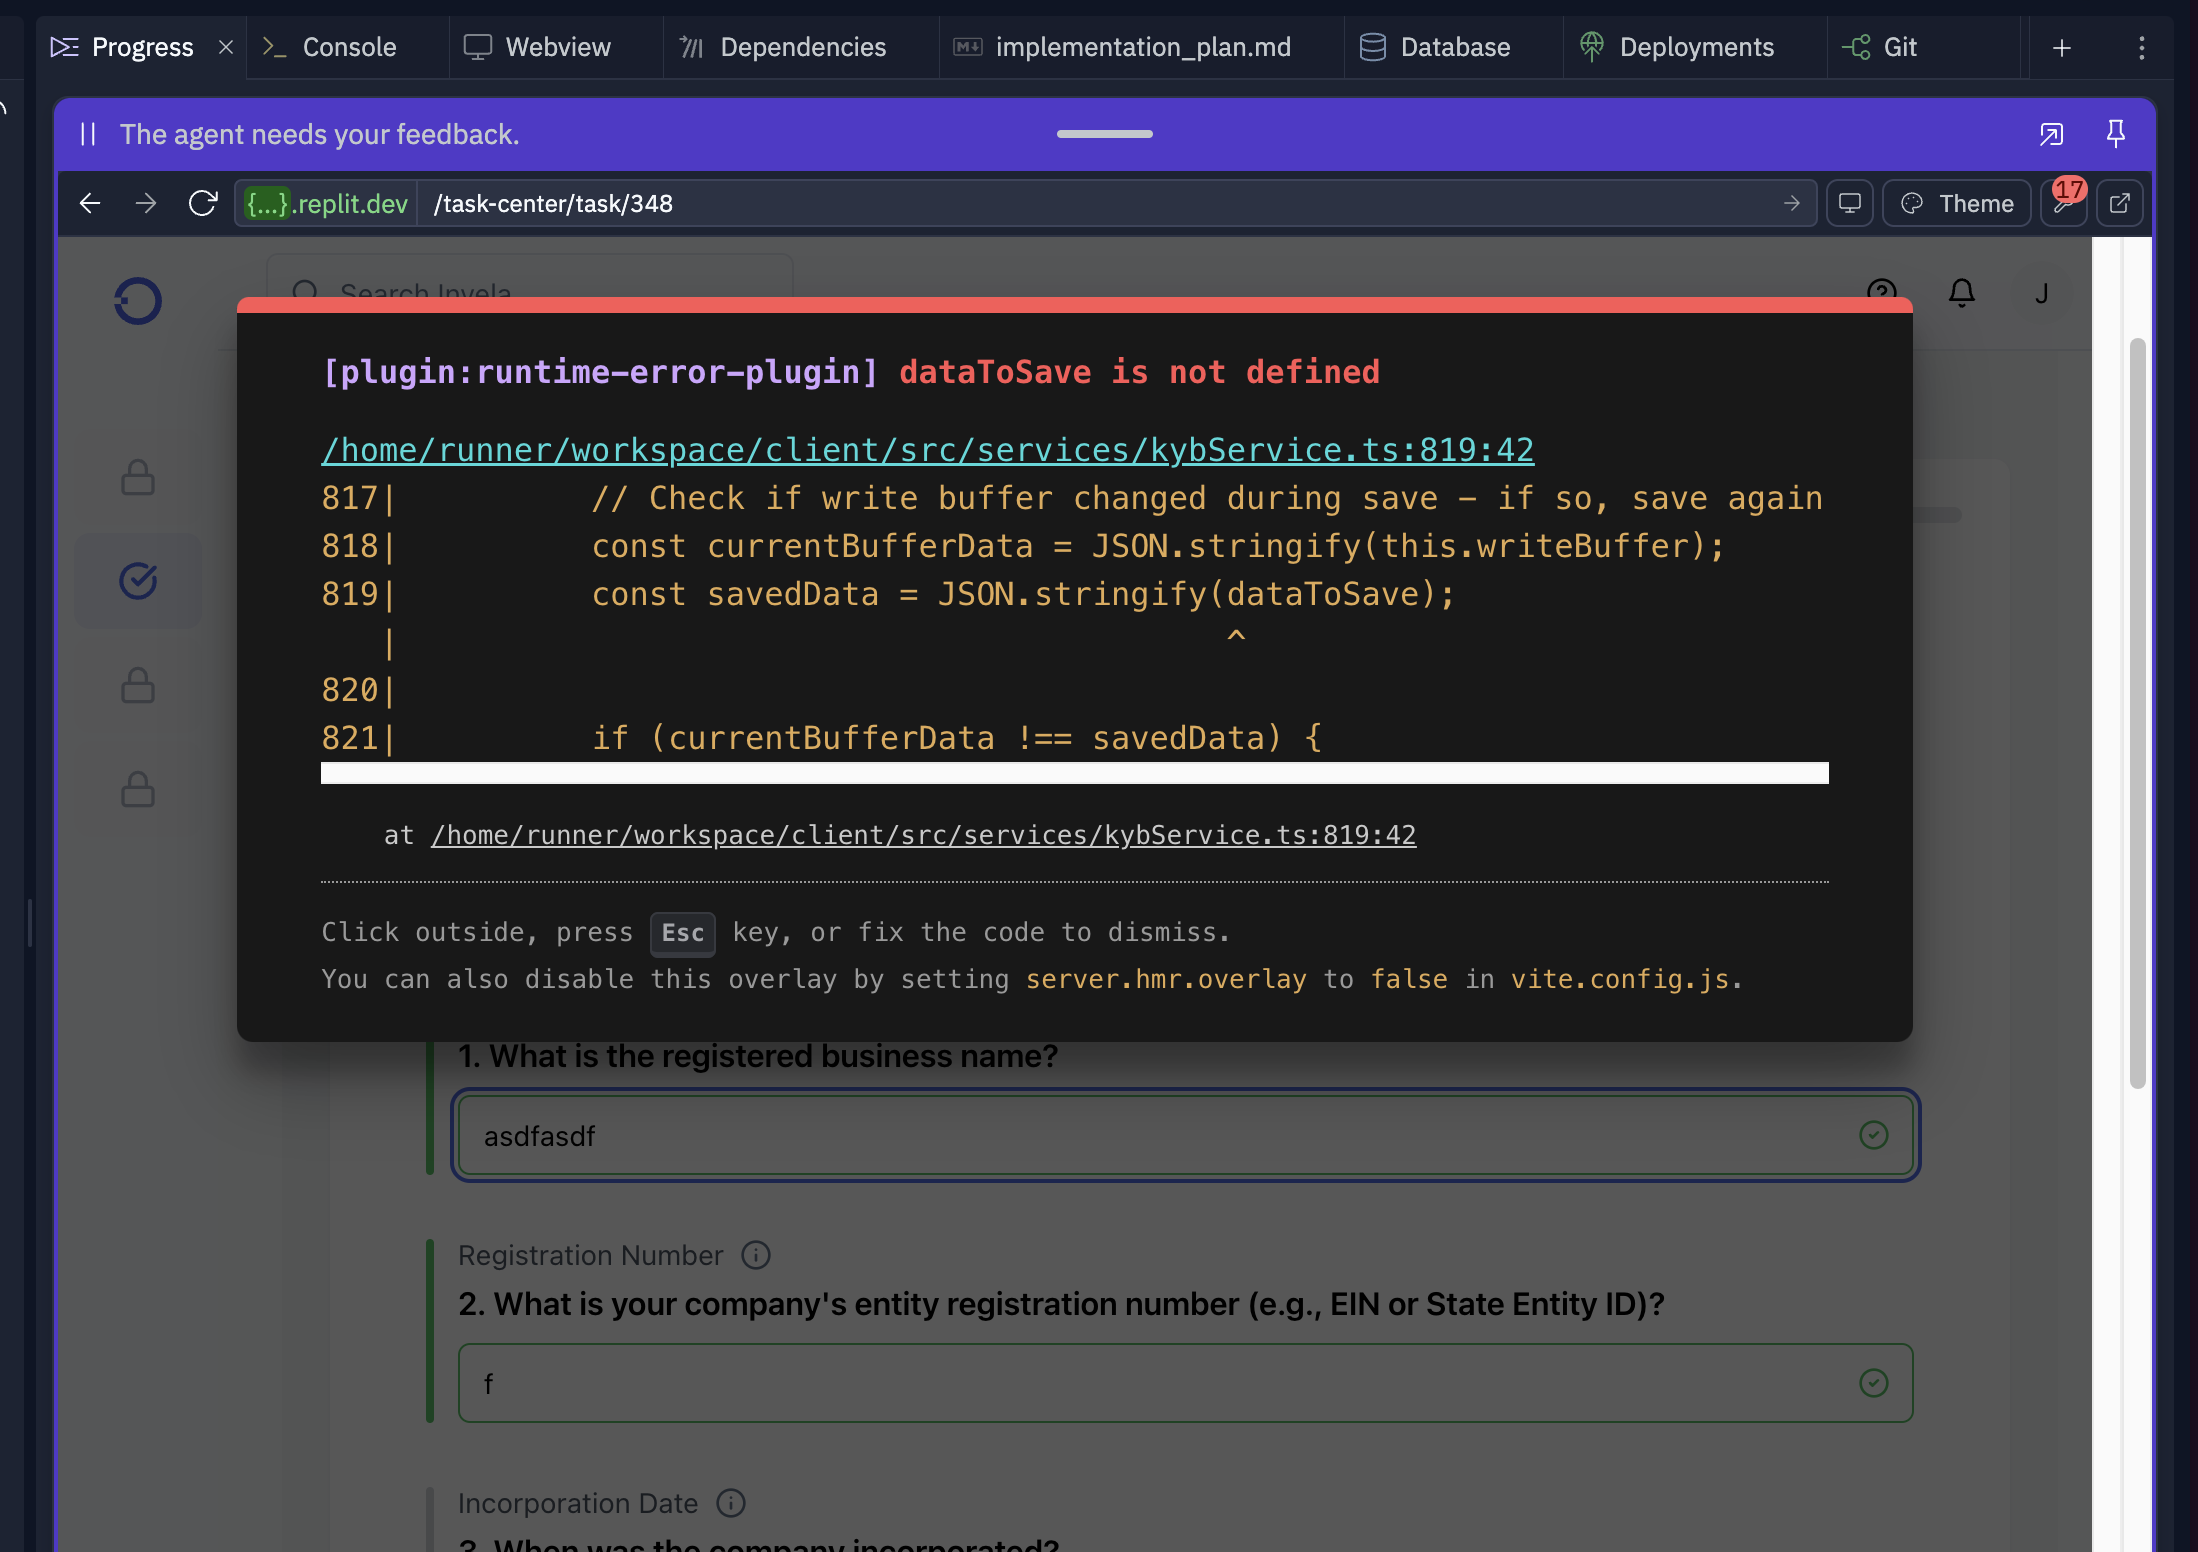 Progress
Console
Webview
Dependencies
implementation_plan.md
Database
Deployments
Git
The agent needs your feedback.
{...}.replit.dev
/task-center/task/348
Theme
17
Search Invela
J
[plugin:runtime-error-plugin] dataToSave is not defined
/home/runner/workspace/client/src/services/kybService.ts:819:42
817|          // Check if write buffer changed during save - if so, save again
818|          const currentBufferData = JSON.stringify(this.writeBuffer);
819|          const savedData = JSON.stringify(dataToSave);
   |                                           ^
820|
821|          if (currentBufferData !== savedData) {
at /home/runner/workspace/client/src/services/kybService.ts:819:42
Click outside, press Esc key, or fix the code to dismiss.
You can also disable this overlay by setting server.hmr.overlay to false in vite.config.js.
1. What is the registered business name?
asdfasdf
Registration Number
2. What is your company's entity registration number (e.g., EIN or State Entity ID)?
f
Incorporation Date
3. When was the company incorporated?